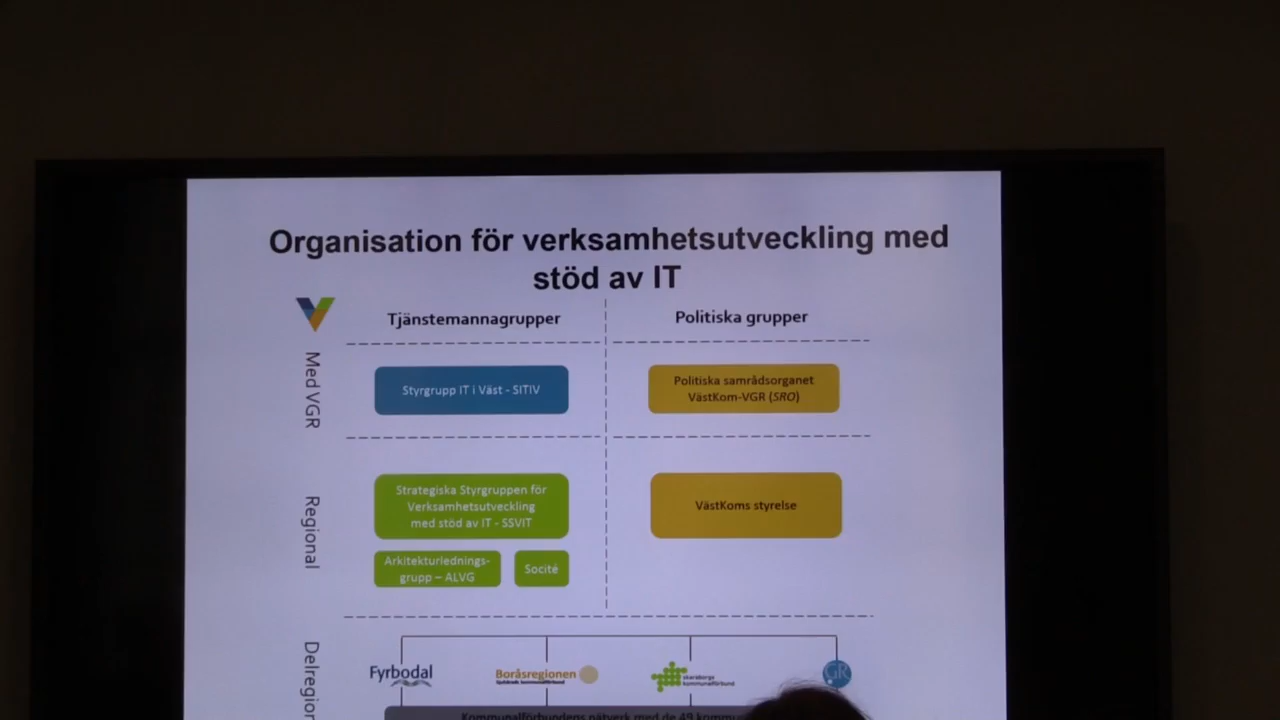 Organisation för verksamhetsutveckling med
stöd av IT
Tjänstemannagrupper
Politiska grupper
Med VGR
Styrgrupp IT i Väst - SITIV
Politiska samrådsorganet
VästKom-VGR (SRO)
Regional
Strategiska Styrgruppen för
Verksamhetsutveckling
med stöd av IT - SSVIT
VästKoms styrelse
Arkitekturlednings-
grupp – ALVG
Socité
Delregion
Fyrbodal
Boråsregionen
Sjuhärads kommunalförbund
skaraborgs
kommunalförbund
GR
Kommunalförbundens nätverk med de 49